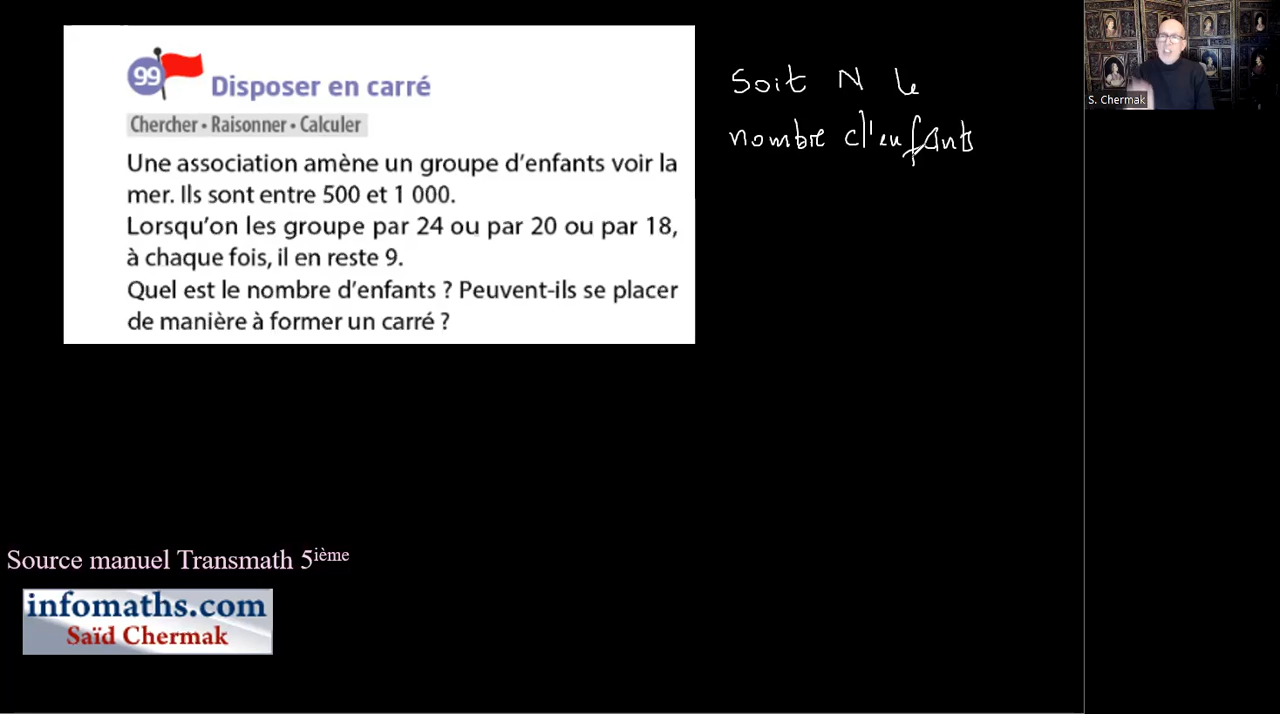 99 Disposer en carré
Chercher • Raisonner • Calculer
Une association amène un groupe d'enfants voir la
mer. Ils sont entre 500 et 1 000.
Lorsqu'on les groupe par 24 ou par 20 ou par 18,
à chaque fois, il en reste 9.
Quel est le nombre d'enfants ? Peuvent-ils se placer
de manière à former un carré ?
Soit N le
nombre d'enfants
S. Chermak
Source manuel Transmath 5ième
infomaths.com
Saïd Chermak